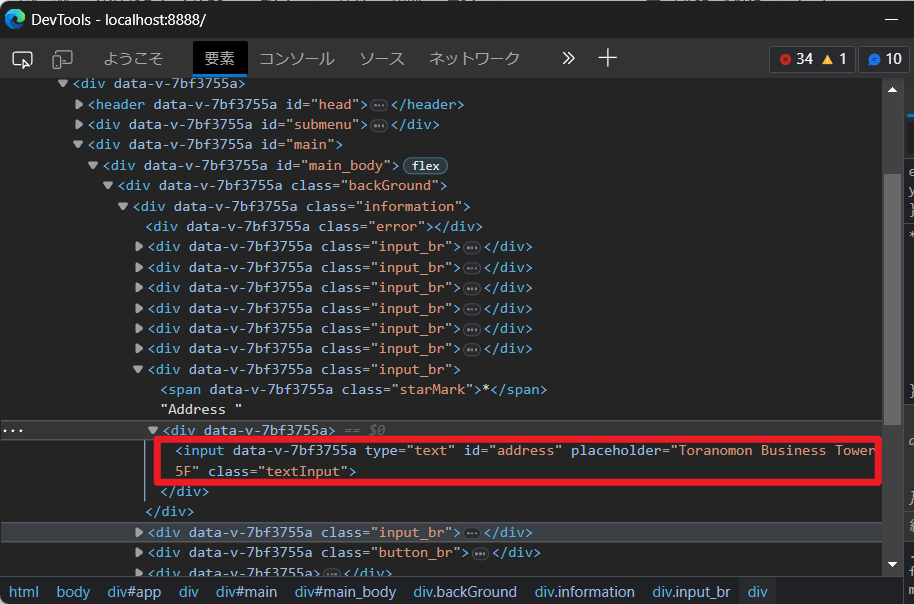 DevTools - localhost:8888/
ようこそ 要素 コンソール ソース ネットワーク 34 1 10
<div data-v-7bf3755a>
<header data-v-7bf3755a id="head"> ⋯ </header>
<div data-v-7bf3755a id="submenu"> ⋯ </div>
<div data-v-7bf3755a id="main">
<div data-v-7bf3755a id="main_body"> flex
<div data-v-7bf3755a class="backGround">
<div data-v-7bf3755a class="information">
<div data-v-7bf3755a class="error"></div>
<div data-v-7bf3755a class="input_br"> ⋯ </div>
<div data-v-7bf3755a class="input_br"> ⋯ </div>
<div data-v-7bf3755a class="input_br"> ⋯ </div>
<div data-v-7bf3755a class="input_br"> ⋯ </div>
<div data-v-7bf3755a class="input_br"> ⋯ </div>
<div data-v-7bf3755a class="input_br"> ⋯ </div>
<div data-v-7bf3755a class="input_br">
<span data-v-7bf3755a class="starMark">*</span>
"Address "
<div data-v-7bf3755a> == $0
<input data-v-7bf3755a type="text" id="address" placeholder="Toranomon Business Tower
5F" class="textInput">
</div>
</div>
<div data-v-7bf3755a class="input_br"> ⋯ </div>
<div data-v-7bf3755a class="button_br"> ⋯ </div>
<div data-v-7bf3755a> ⋯ </div>
html body div#app div div#main div#main_body div.backGround div.information div.input_br div